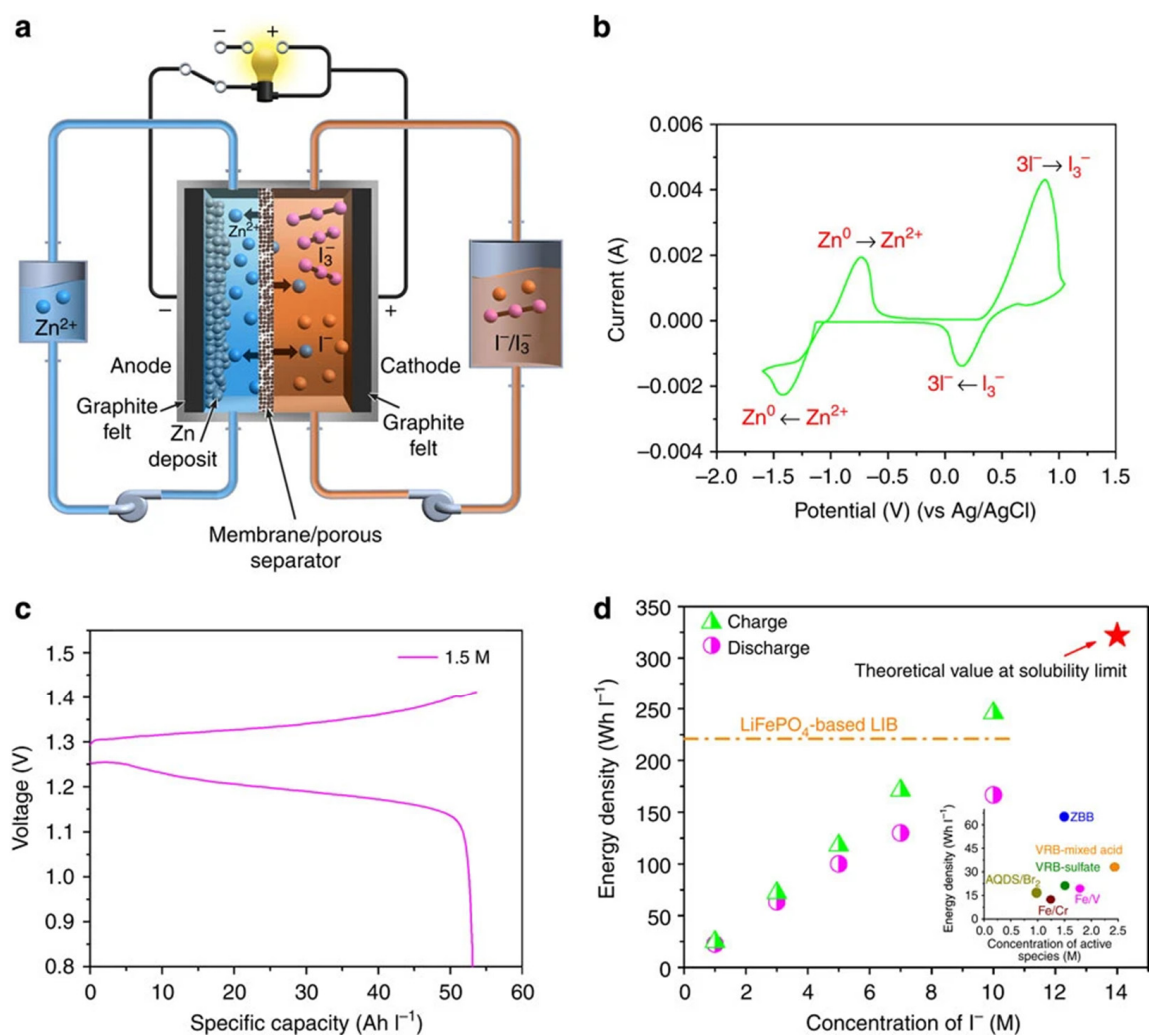 a
− +
Zn²⁺
I₃⁻
−
+
Zn²⁺
I⁻
I⁻/I₃⁻
Anode
Cathode
Graphite
felt
Zn
deposit
Graphite
felt
Membrane/porous
separator
b
0.006
0.004
0.002
0.000
−0.002
−0.004
Current (A)
3I⁻ → I₃⁻
Zn⁰ → Zn²⁺
3I⁻ ← I₃⁻
Zn⁰ ← Zn²⁺
−2.0 −1.5 −1.0 −0.5 0.0 0.5 1.0 1.5
Potential (V) (vs Ag/AgCl)
c
1.5 M
1.5
1.4
1.3
1.2
1.1
1.0
0.9
0.8
Voltage (V)
0 10 20 30 40 50 60
Specific capacity (Ah l⁻¹)
d
350
300
250
200
150
100
50
0
Energy density (Wh l⁻¹)
Charge
Discharge
Theoretical value at solubility limit
LiFePO₄-based LIB
60
45
30
15
0
Energy density (Wh l⁻¹)
ZBB
VRB-mixed acid
VRB-sulfate
AQDS/Br₂
Fe/V
Fe/Cr
0.0 0.5 1.0 1.5 2.0 2.5
Concentration of active
species (M)
0 2 4 6 8 10 12 14
Concentration of I⁻ (M)